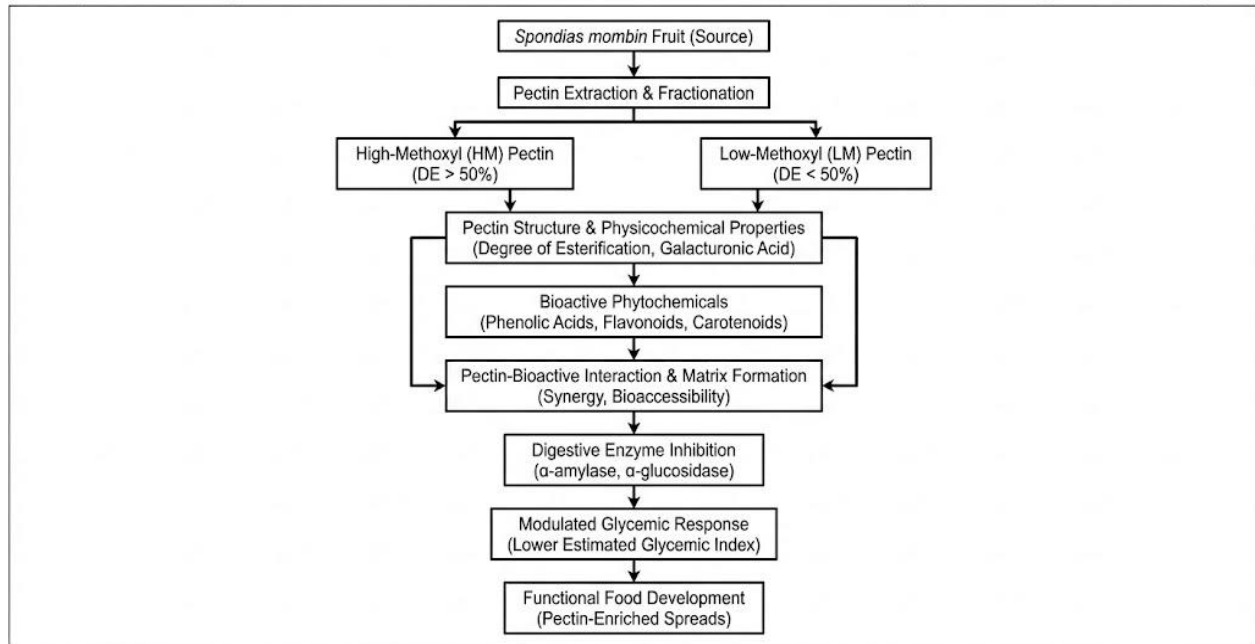 Spondias mombin Fruit (Source)
Pectin Extraction & Fractionation
High-Methoxyl (HM) Pectin
(DE > 50%)
Low-Methoxyl (LM) Pectin
(DE < 50%)
Pectin Structure & Physicochemical Properties
(Degree of Esterification, Galacturonic Acid)
Bioactive Phytochemicals
(Phenolic Acids, Flavonoids, Carotenoids)
Pectin-Bioactive Interaction & Matrix Formation
(Synergy, Bioaccessibility)
Digestive Enzyme Inhibition
(α-amylase, α-glucosidase)
Modulated Glycemic Response
(Lower Estimated Glycemic Index)
Functional Food Development
(Pectin-Enriched Spreads)